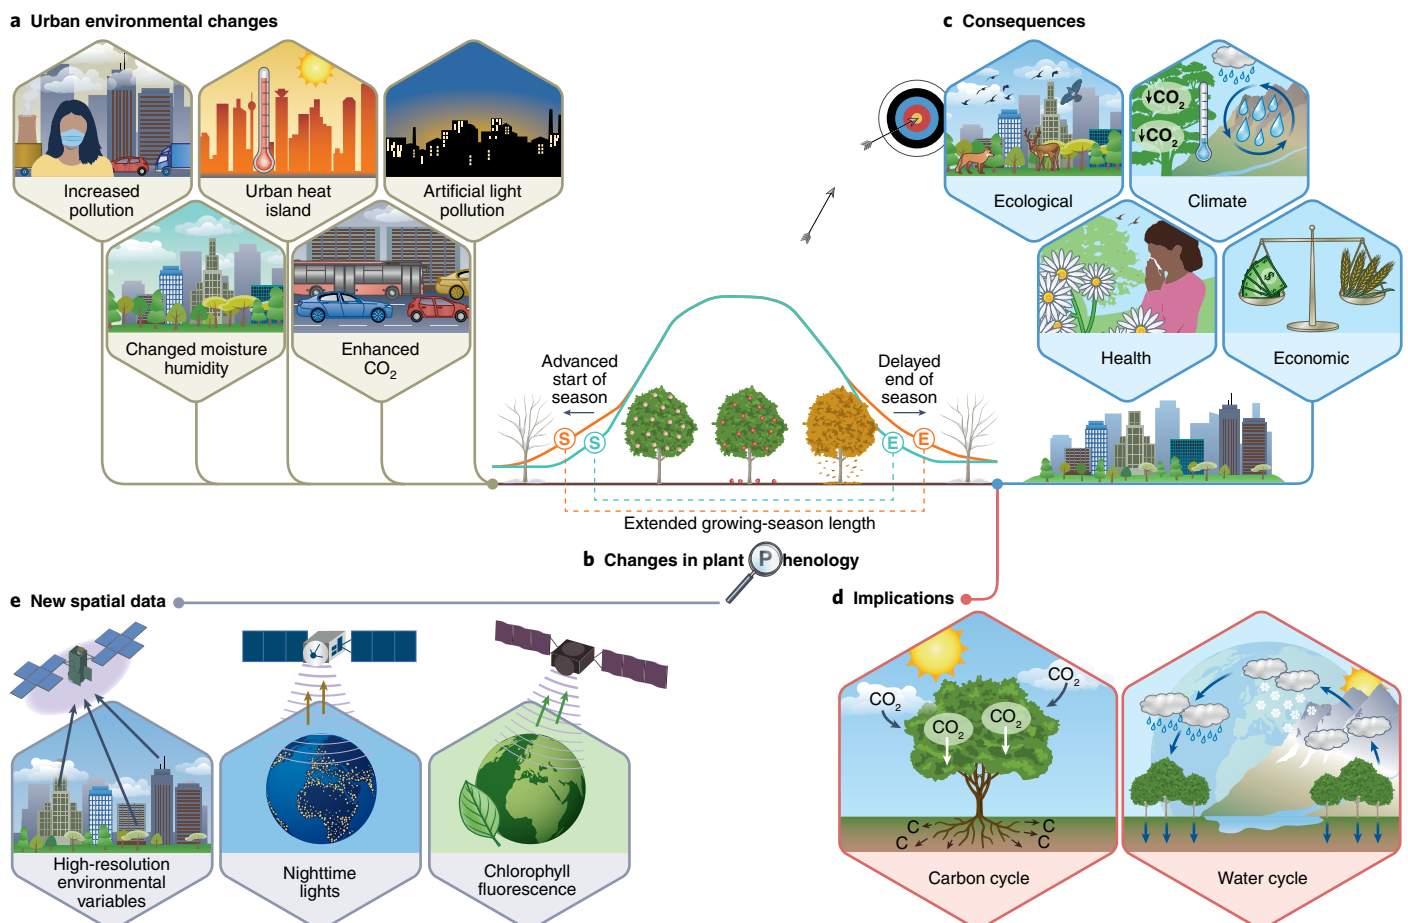 a Urban environmental changes
Increased
pollution
Urban heat
island
Artificial light
pollution
Changed moisture
humidity
Enhanced
CO₂
c Consequences
↓CO₂
↓CO₂
Ecological
Climate
$
Health
Economic
Advanced
start of
season
Delayed
end of
season
S
S
E
E
Extended growing-season length
b Changes in plant Phenology
e New spatial data
High-resolution
environmental
variables
Nighttime
lights
Chlorophyll
fluorescence
d Implications
CO₂
CO₂
CO₂
CO₂
C
C
C
C
Carbon cycle
Water cycle